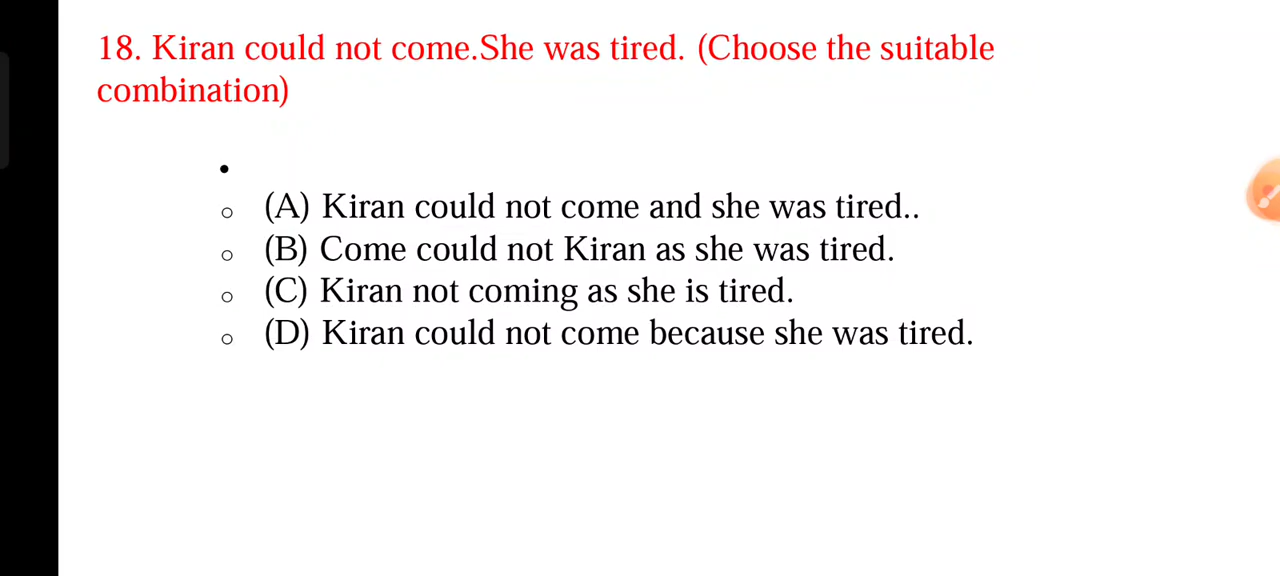 18. Kiran could not come.She was tired. (Choose the suitable
combination)
(A) Kiran could not come and she was tired..
(B) Come could not Kiran as she was tired.
(C) Kiran not coming as she is tired.
(D) Kiran could not come because she was tired.